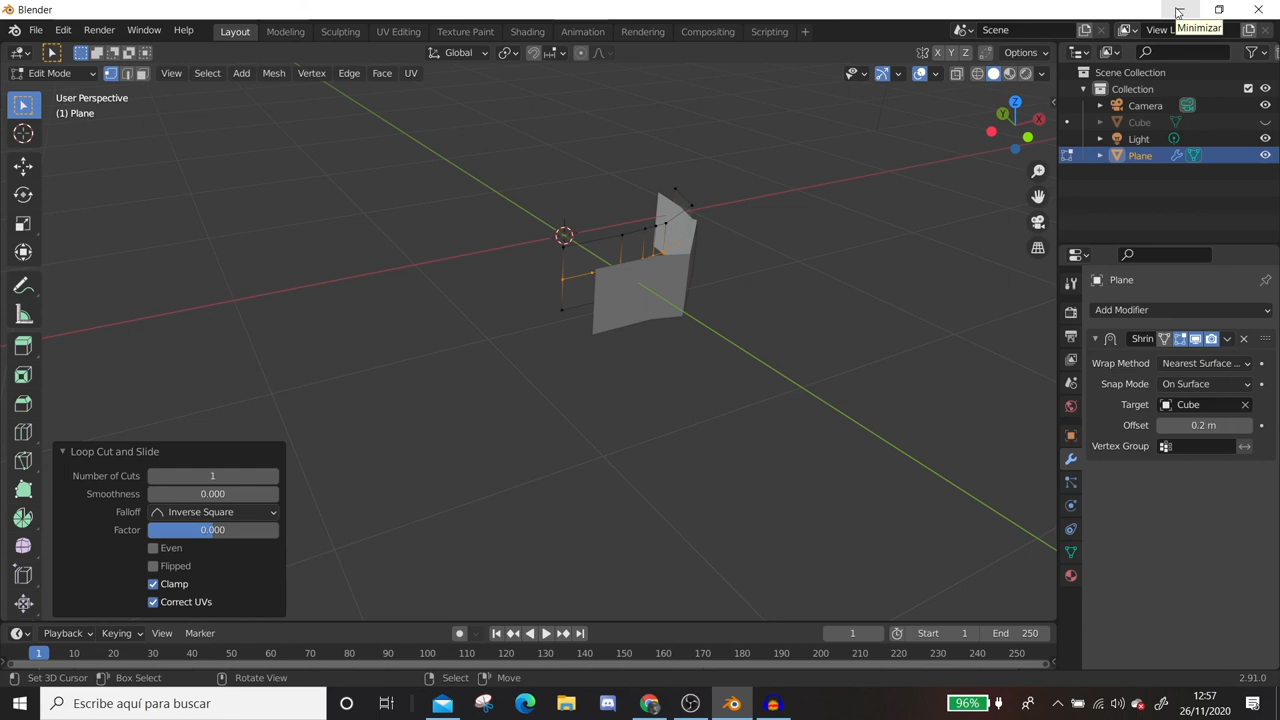 Blender
Minimizar
File Edit Render Window Help Layout Modeling Sculpting UV Editing Texture Paint Shading Animation Rendering Compositing Scripting + Scene View L
Global X Y Z Options
Edit Mode View Select Add Mesh Vertex Edge Face UV
User Perspective
(1) Plane
Z
Y
X
Scene Collection
Collection
Camera
Cube
Light
Plane
Plane
Add Modifier
Shrin
Wrap Method Nearest Surface ...
Snap Mode On Surface
Target Cube
Offset 0.2 m
Vertex Group
Loop Cut and Slide
Number of Cuts 1
Smoothness 0.000
Falloff Inverse Square
Factor 0.000
Even
Flipped
Clamp
Correct UVs
Playback Keying View Marker 1 Start 1 End 250
1 10 20 30 40 50 60 70 80 90 100 110 120 130 140 150 160 170 180 190 200 210 220 230 240 250
Set 3D Cursor Box Select Rotate View Select Move 2.91.0
Escribe aquí para buscar
96%
12:57
26/11/2020